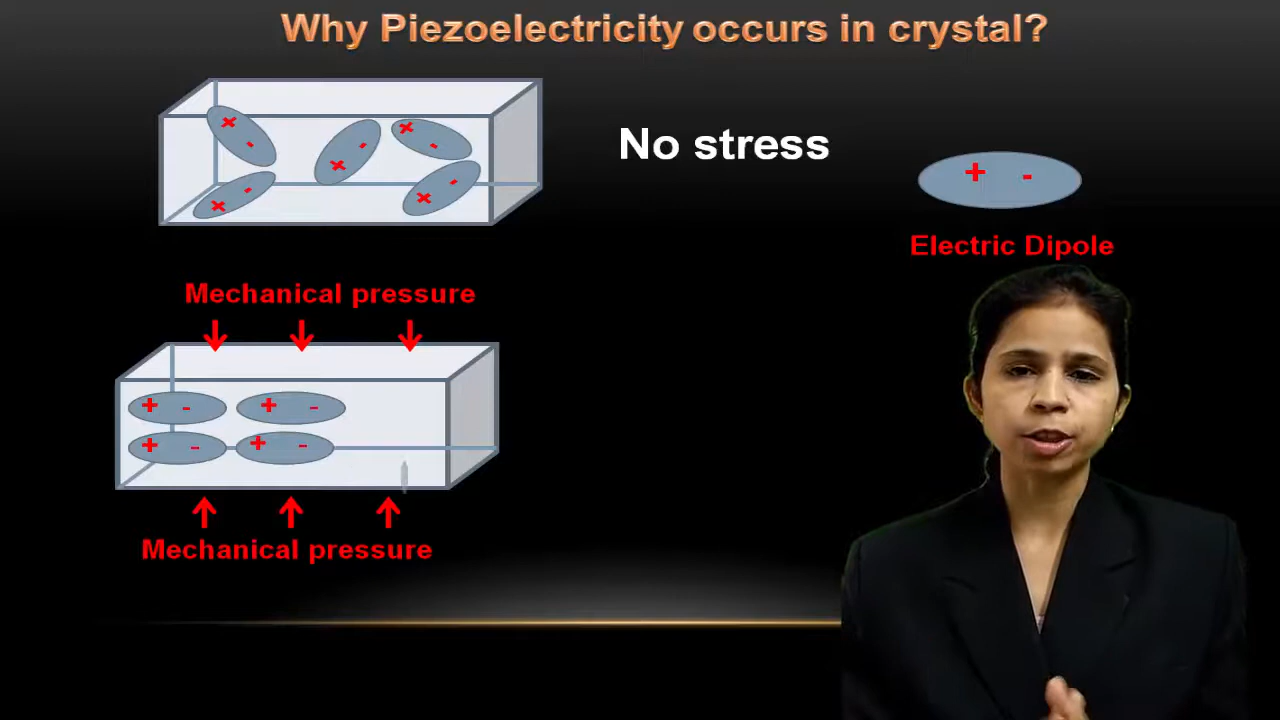 Why Piezoelectricity occurs in crystal?
+ -
+ -
+ -
+ -
+ -
No stress
+ -
Electric Dipole
Mechanical pressure
+ - + -
+ - + -
Mechanical pressure